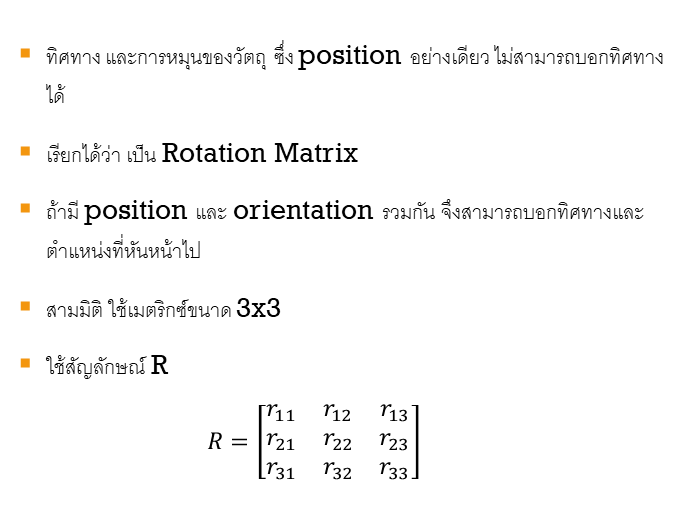 ▪ ทิศทาง และการหมุนของวัตถุ ซึ่ง position อย่างเดียว ไม่สามารถบอกทิศทาง
ได้
▪ เรียกได้ว่า เป็น Rotation Matrix
▪ ถ้ามี position และ orientation รวมกัน จึงสามารถบอกทิศทางและ
ตำแหน่งที่หันหน้าไป
▪ สามมิติ ใช้เมตริกซ์ขนาด 3x3
▪ ใช้สัญลักษณ์ R
r₁₁ r₁₂ r₁₃
R = r₂₁ r₂₂ r₂₃
r₃₁ r₃₂ r₃₃